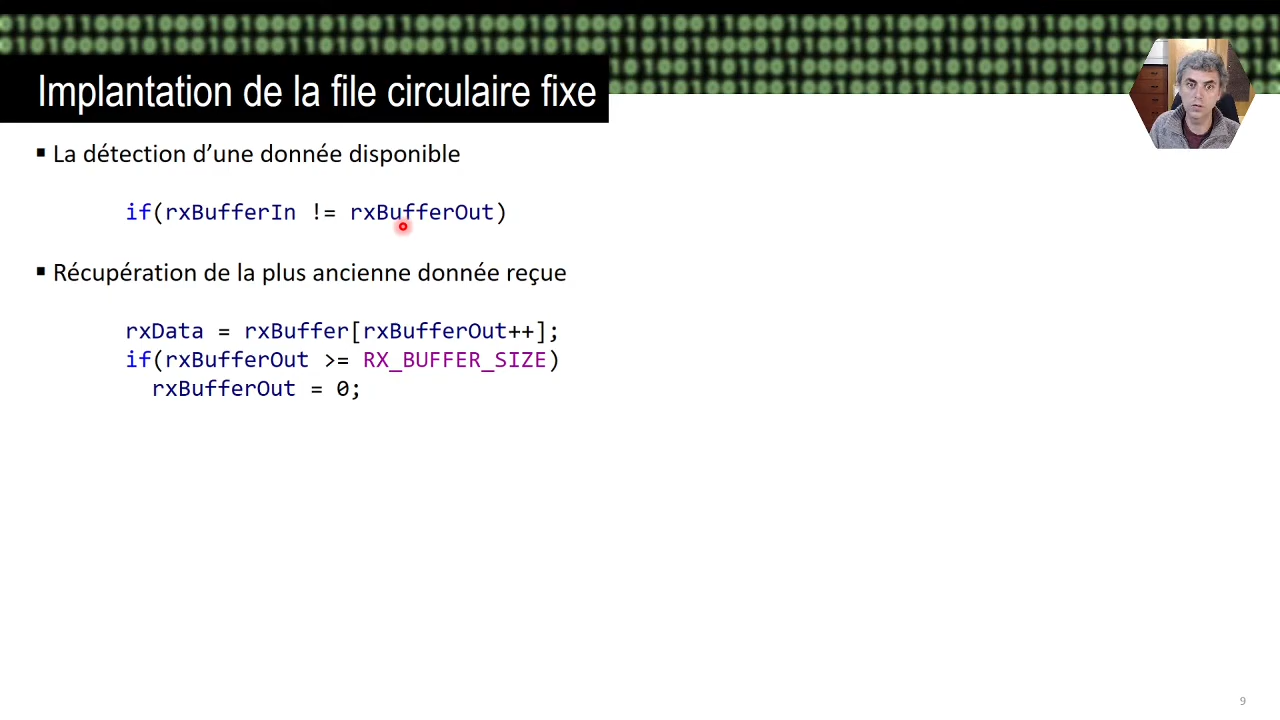 Implantation de la file circulaire fixe
▪ La détection d’une donnée disponible
if(rxBufferIn != rxBufferOut)
▪ Récupération de la plus ancienne donnée reçue
rxData = rxBuffer[rxBufferOut++];
if(rxBufferOut >= RX_BUFFER_SIZE)
rxBufferOut = 0;
9